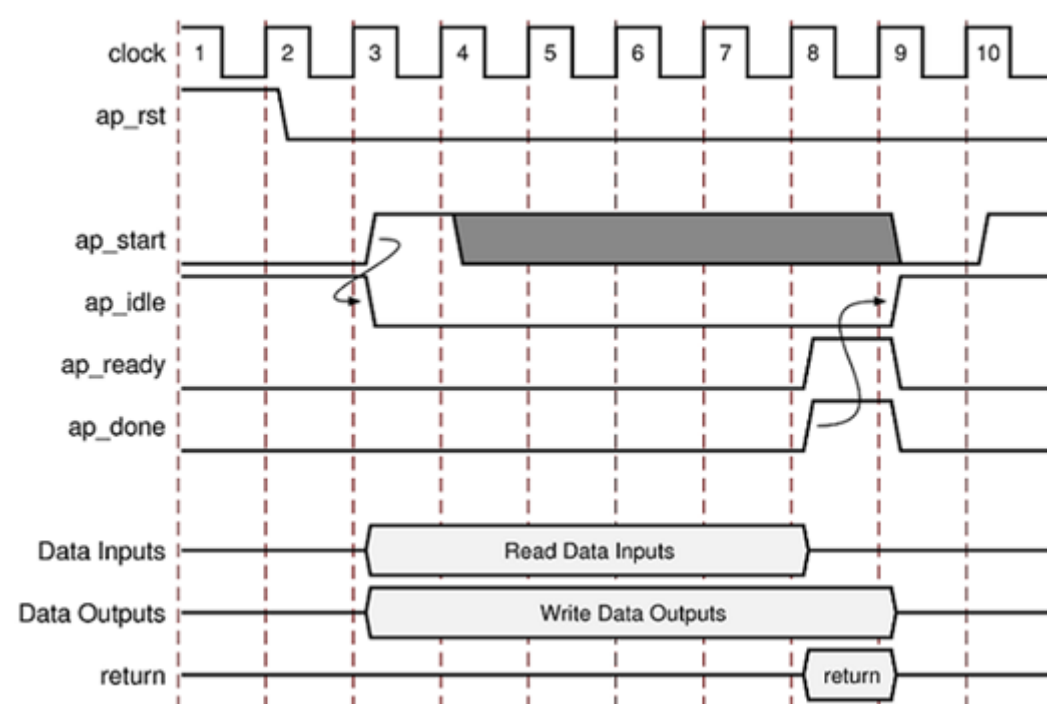 clock 1 2 3 4 5 6 7 8 9 10
ap_rst
ap_start
ap_idle
ap_ready
ap_done
Data Inputs Read Data Inputs
Data Outputs Write Data Outputs
return return